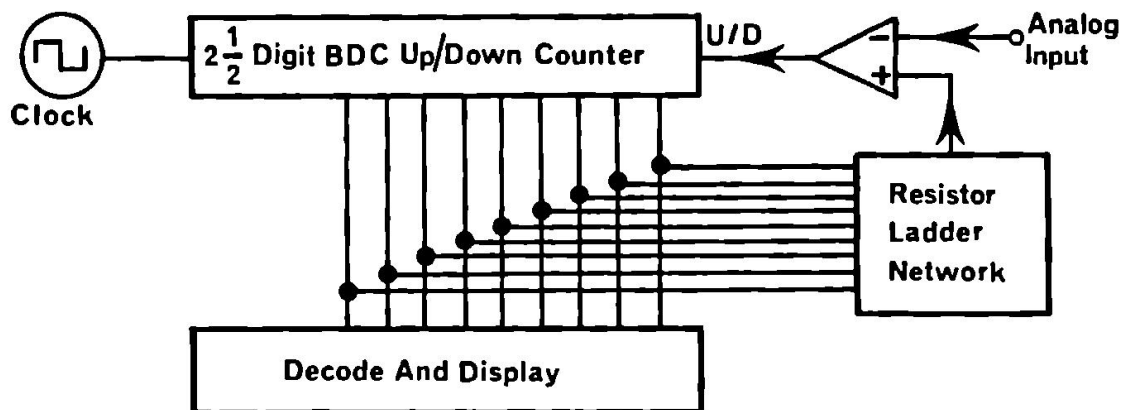 2 1/2 Digit BDC Up/Down Counter
Clock
U/D
-
+
Analog
Input
Resistor
Ladder
Network
Decode And Display